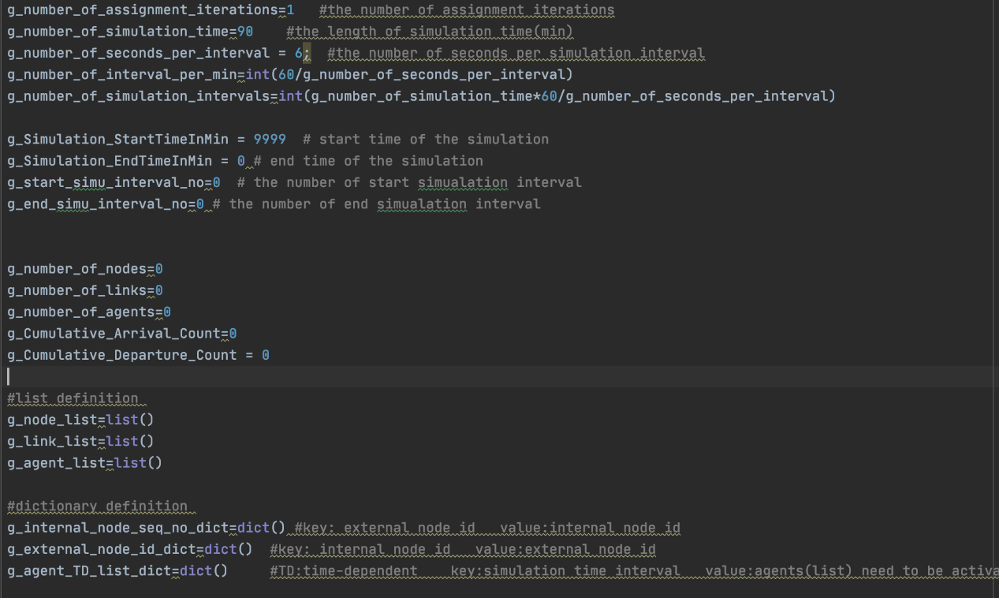 g_number_of_assignment_iterations=1   #the number of assignment iterations
g_number_of_simulation_time=90    #the length of simulation time(min)
g_number_of_seconds_per_interval = 6;  #the number of seconds per simulation interval
g_number_of_interval_per_min=int(60/g_number_of_seconds_per_interval)
g_number_of_simulation_intervals=int(g_number_of_simulation_time*60/g_number_of_seconds_per_interval)
g_Simulation_StartTimeInMin = 9999  # start time of the simulation
g_Simulation_EndTimeInMin = 0 # end time of the simulation
g_start_simu_interval_no=0  # the number of start simualation interval
g_end_simu_interval_no=0 # the number of end simualation interval
g_number_of_nodes=0
g_number_of_links=0
g_number_of_agents=0
g_Cumulative_Arrival_Count=0
g_Cumulative_Departure_Count = 0
#list definition
g_node_list=list()
g_link_list=list()
g_agent_list=list()
#dictionary definition
g_internal_node_seq_no_dict=dict() #key: external node id   value:internal node id
g_external_node_id_dict=dict()  #key: internal node id   value:external node id
g_agent_TD_list_dict=dict()     #TD:time-dependent    key:simulation time interval   value:agents(list) need to be activa